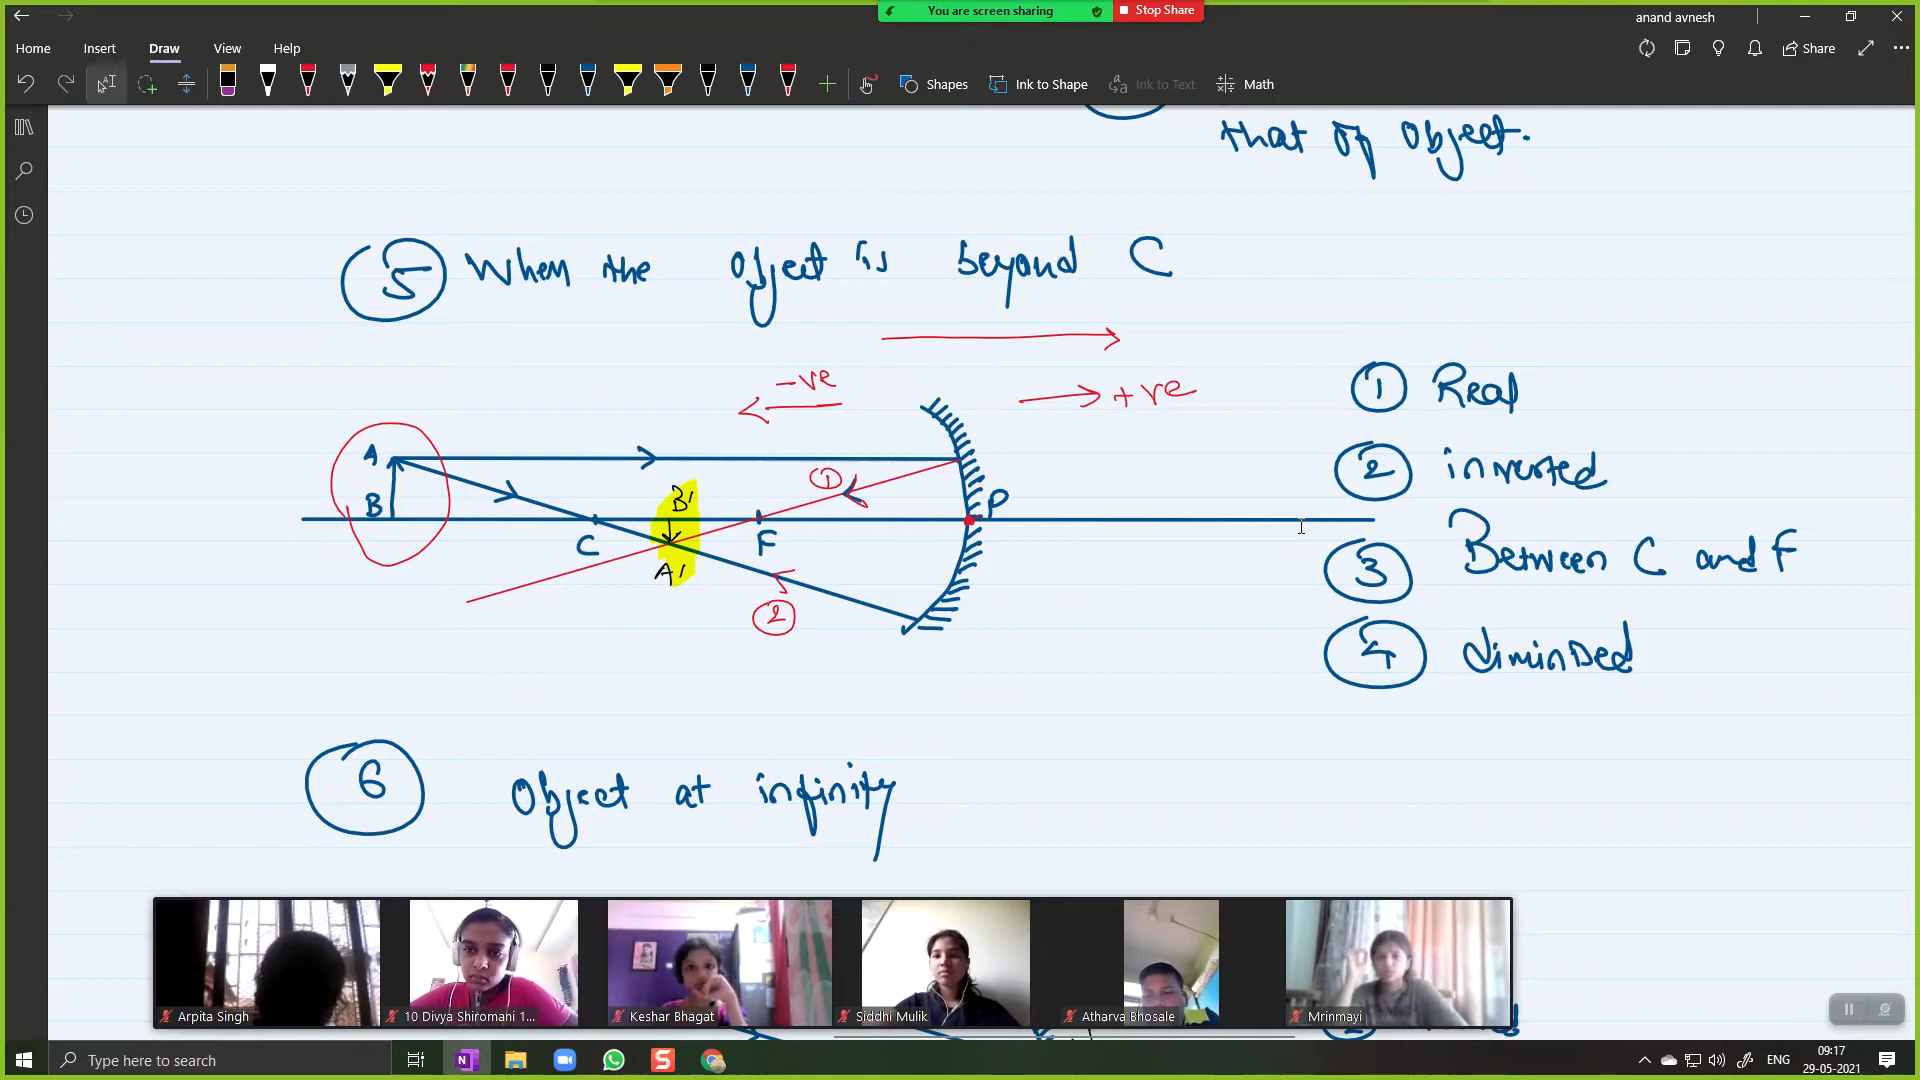 You are screen sharing
Stop Share
anand avnesh
Home Insert Draw View Help
Share
Shapes
Ink to Shape
Ink to Text
Math
that of object.
5 When the object is beyond C
-ve
+ve
1 Real
A
1
2 inverted
B
B'
P
C
F
3 Between C and F
A'
2
4 diminsed
6 Object at infinity
Arpita Singh
10 Divya Shiromani 1...
Keshar Bhagat
Siddhi Mulik
Atharva Bhosale
Mrinmayi
Type here to search
ENG
09:17
29-05-2021